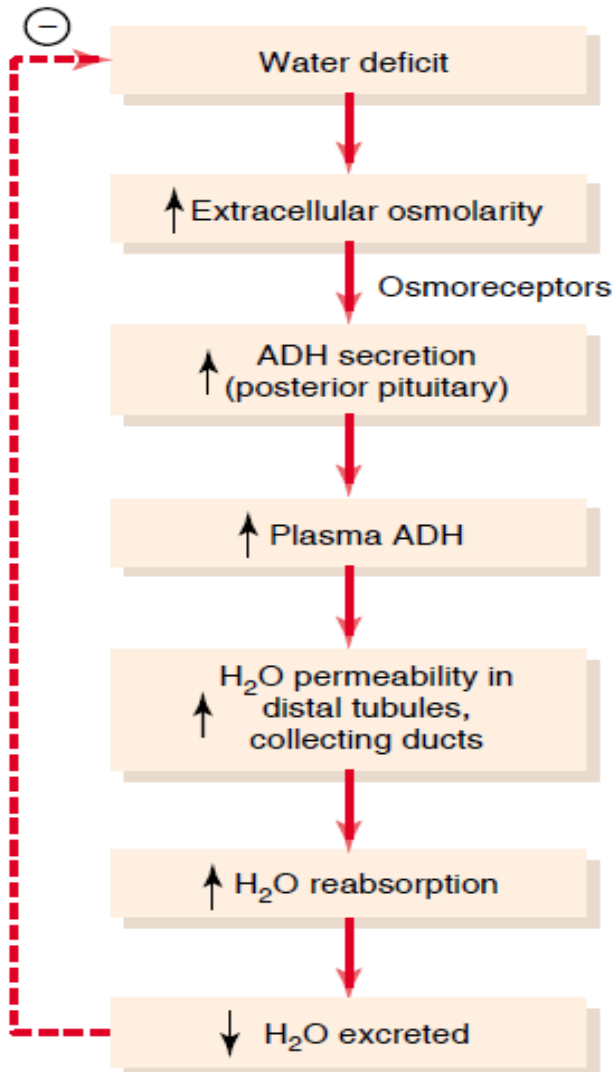 −
Water deficit
↑ Extracellular osmolarity
Osmoreceptors
↑ ADH secretion
(posterior pituitary)
↑ Plasma ADH
↑ H₂O permeability in
distal tubules,
collecting ducts
↑ H₂O reabsorption
↓ H₂O excreted